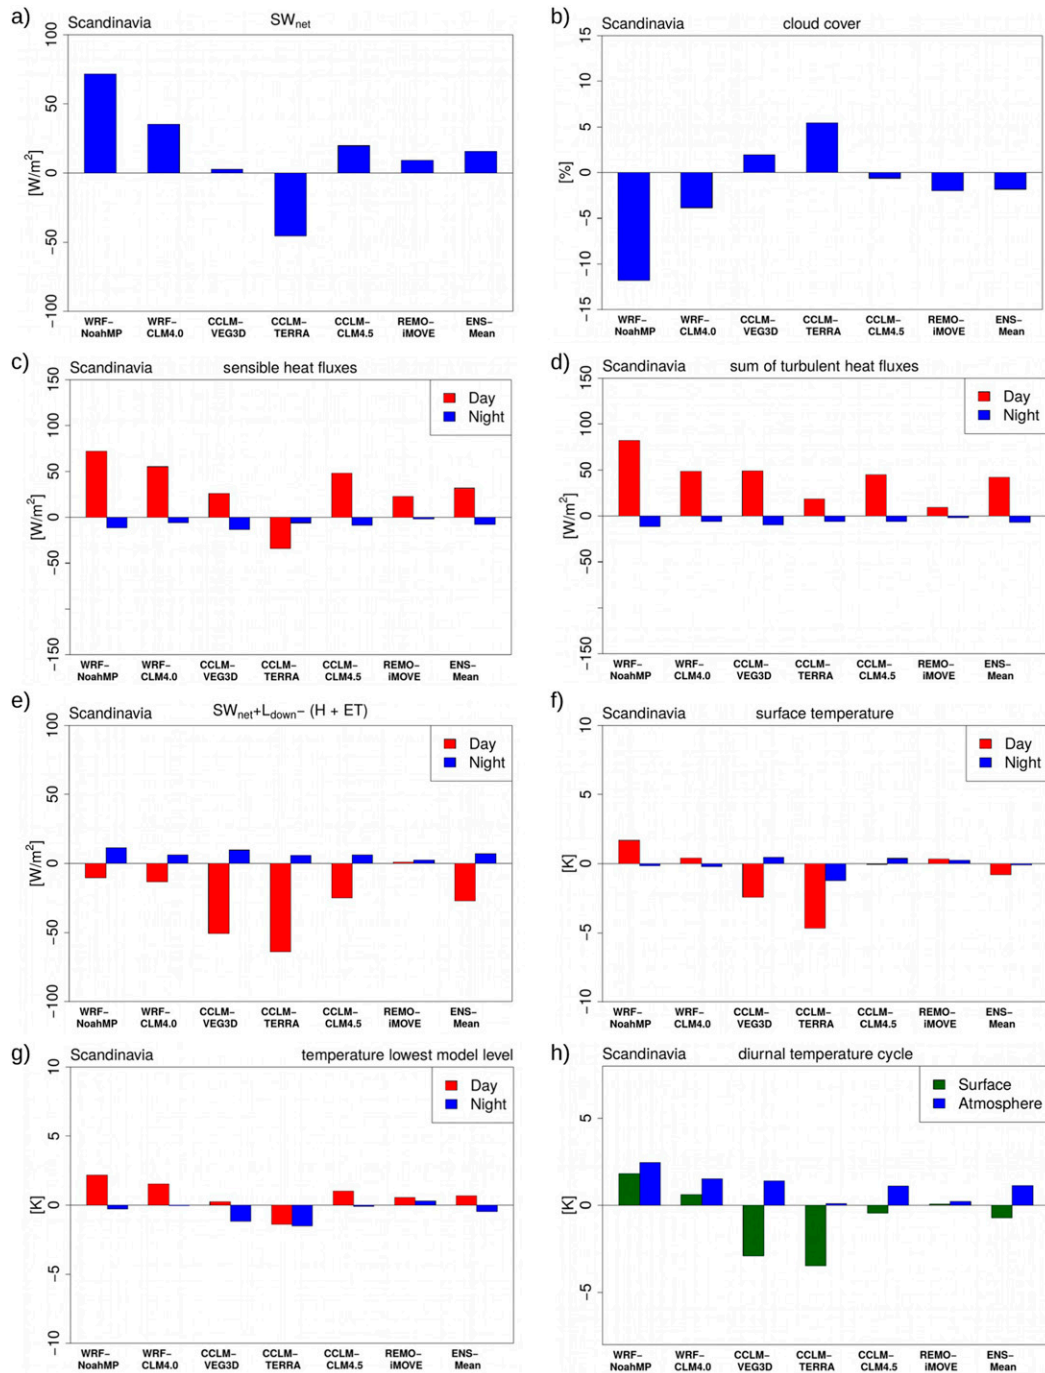 a) Scandinavia SWnet
[W/m²]
100
50
0
−50
−100
WRF− WRF− CCLM− CCLM− CCLM− REMO− ENS−
NoahMP CLM4.0 VEG3D TERRA CLM4.5 iMOVE Mean
b) Scandinavia cloud cover
[%]
15
10
5
0
−5
−10
−15
WRF− WRF− CCLM− CCLM− CCLM− REMO− ENS−
NoahMP CLM4.0 VEG3D TERRA CLM4.5 iMOVE Mean
c) Scandinavia sensible heat fluxes
Day
Night
[W/m²]
150
100
50
0
−50
−150
WRF− WRF− CCLM− CCLM− CCLM− REMO− ENS−
NoahMP CLM4.0 VEG3D TERRA CLM4.5 iMOVE Mean
d) Scandinavia sum of turbulent heat fluxes
Day
Night
[W/m²]
150
100
50
0
−50
−150
WRF− WRF− CCLM− CCLM− CCLM− REMO− ENS−
NoahMP CLM4.0 VEG3D TERRA CLM4.5 iMOVE Mean
e) Scandinavia SWnet+Ldown− (H + ET)
Day
Night
[W/m²]
100
50
0
−50
−100
WRF− WRF− CCLM− CCLM− CCLM− REMO− ENS−
NoahMP CLM4.0 VEG3D TERRA CLM4.5 iMOVE Mean
f) Scandinavia surface temperature
Day
Night
[K]
10
5
0
−5
−10
WRF− WRF− CCLM− CCLM− CCLM− REMO− ENS−
NoahMP CLM4.0 VEG3D TERRA CLM4.5 iMOVE Mean
g) Scandinavia temperature lowest model level
Day
Night
[K]
10
5
0
−5
−10
WRF− WRF− CCLM− CCLM− CCLM− REMO− ENS−
NoahMP CLM4.0 VEG3D TERRA CLM4.5 iMOVE Mean
h) Scandinavia diurnal temperature cycle
Surface
Atmosphere
[K]
5
0
−5
WRF− WRF− CCLM− CCLM− CCLM− REMO− ENS−
NoahMP CLM4.0 VEG3D TERRA CLM4.5 iMOVE Mean